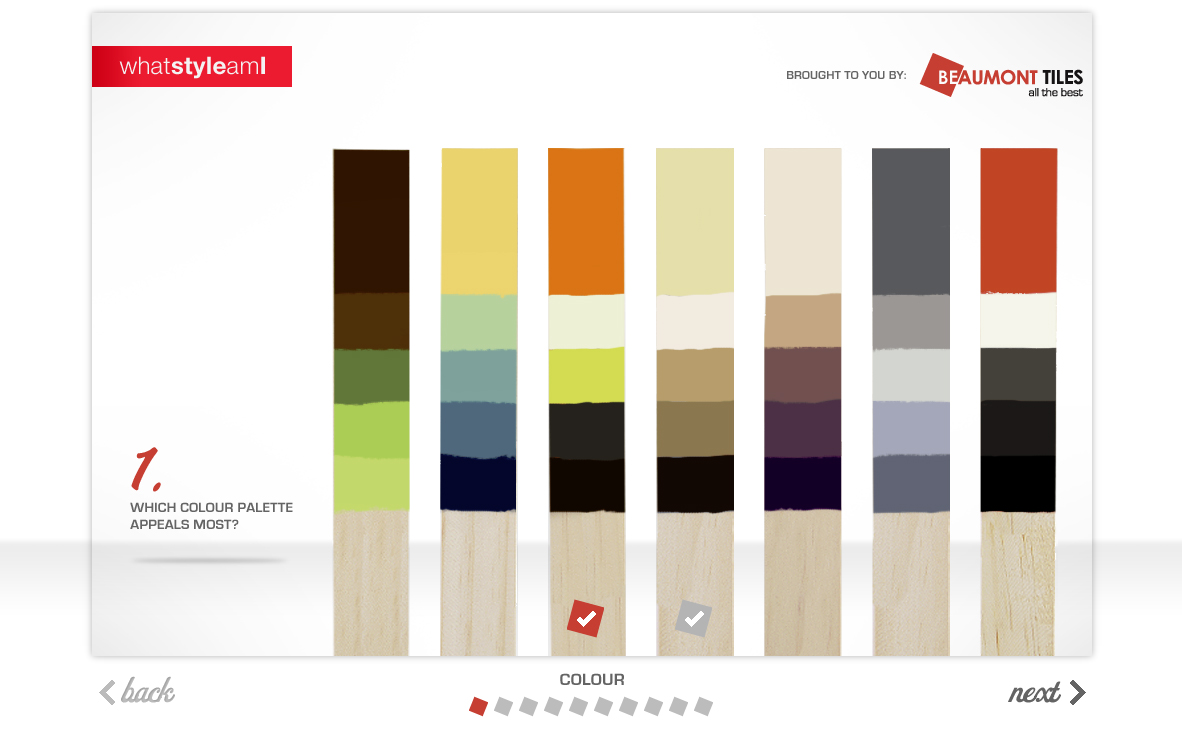 whatstyleamI
BROUGHT TO YOU BY:
BEAUMONT TILES
all the best
1.
WHICH COLOUR PALETTE
APPEALS MOST?
back
COLOUR
next